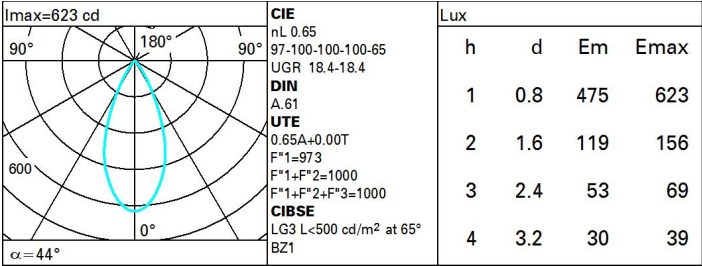 Imax=623 cd
90°
180°
90°
600
0°
α=44°
CIE
nL 0.65
97-100-100-100-65
UGR 18.4-18.4
DIN
A.61
UTE
0.65A+0.00T
F"1=973
F"1+F"2=1000
F"1+F"2+F"3=1000
CIBSE
LG3 L<500 cd/m² at 65°
BZ1
Lux
h d Em Emax
1 0.8 475 623
2 1.6 119 156
3 2.4 53 69
4 3.2 30 39